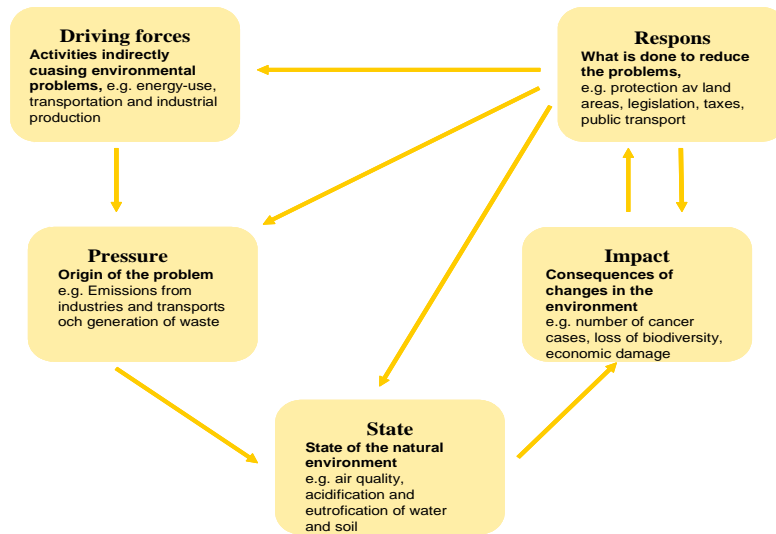 Driving forces
Activities indirectly
cuasing environmental
problems, e.g. energy-use,
transportation and industrial
production
Respons
What is done to reduce
the problems,
e.g. protection av land
areas, legislation, taxes,
public transport
Pressure
Origin of the problem
e.g. Emissions from
industries and transports
och generation of waste
Impact
Consequences of
changes in the
environment
e.g. number of cancer
cases, loss of biodiversity,
economic damage
State
State of the natural
environment
e.g. air quality,
acidification and
eutrofication of water
and soil